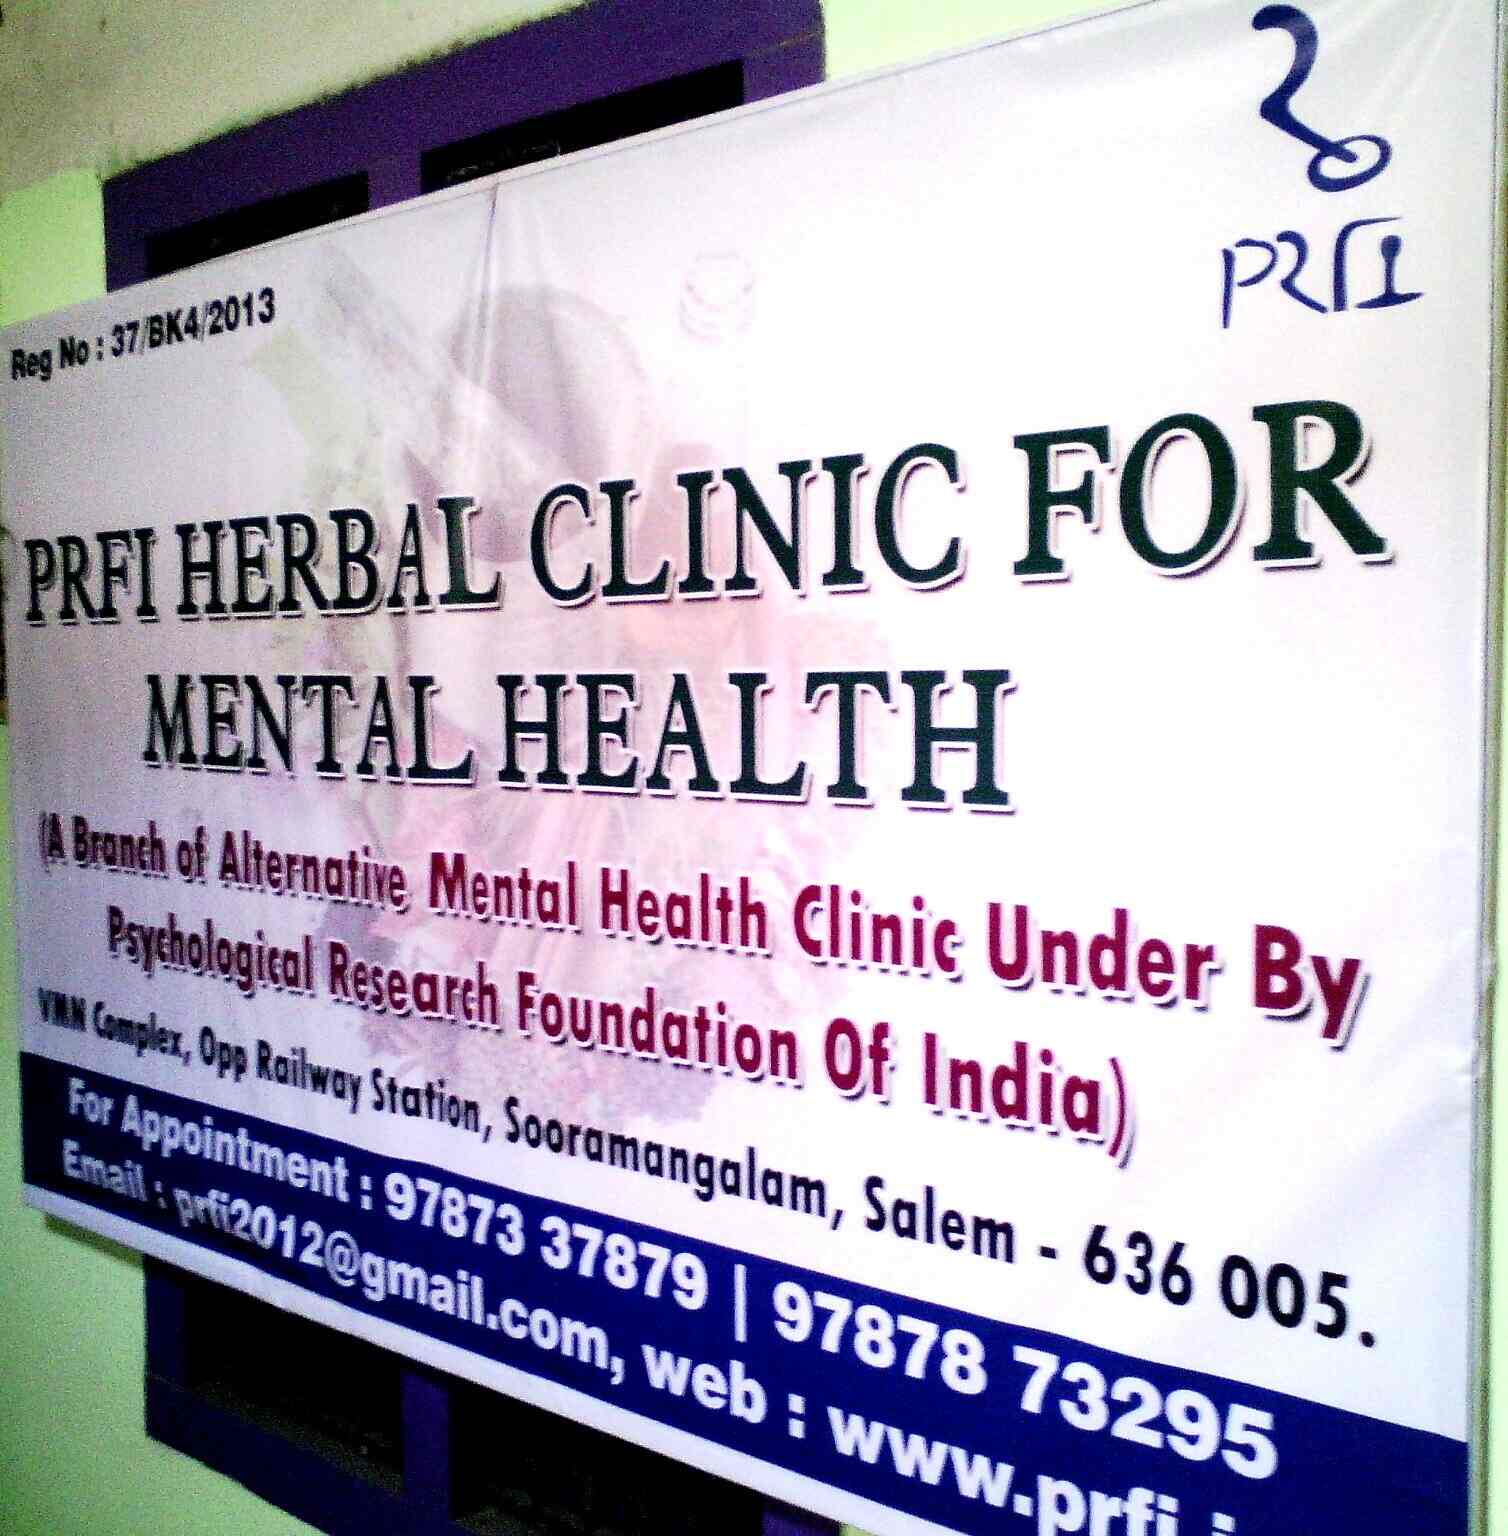 PRFI
Reg No : 37/BK4/2013
PRFI HERBAL CLINIC FOR
MENTAL HEALTH
(A Branch of Alternative Mental Health Clinic Under By
Psychological Research Foundation Of India)
VMN Complex, Opp Railway Station, Sooramangalam, Salem - 636 005.
For Appointment : 97873 37879 | 97878 73295
Email : prfi2012@gmail.com, web : www.prfi.i